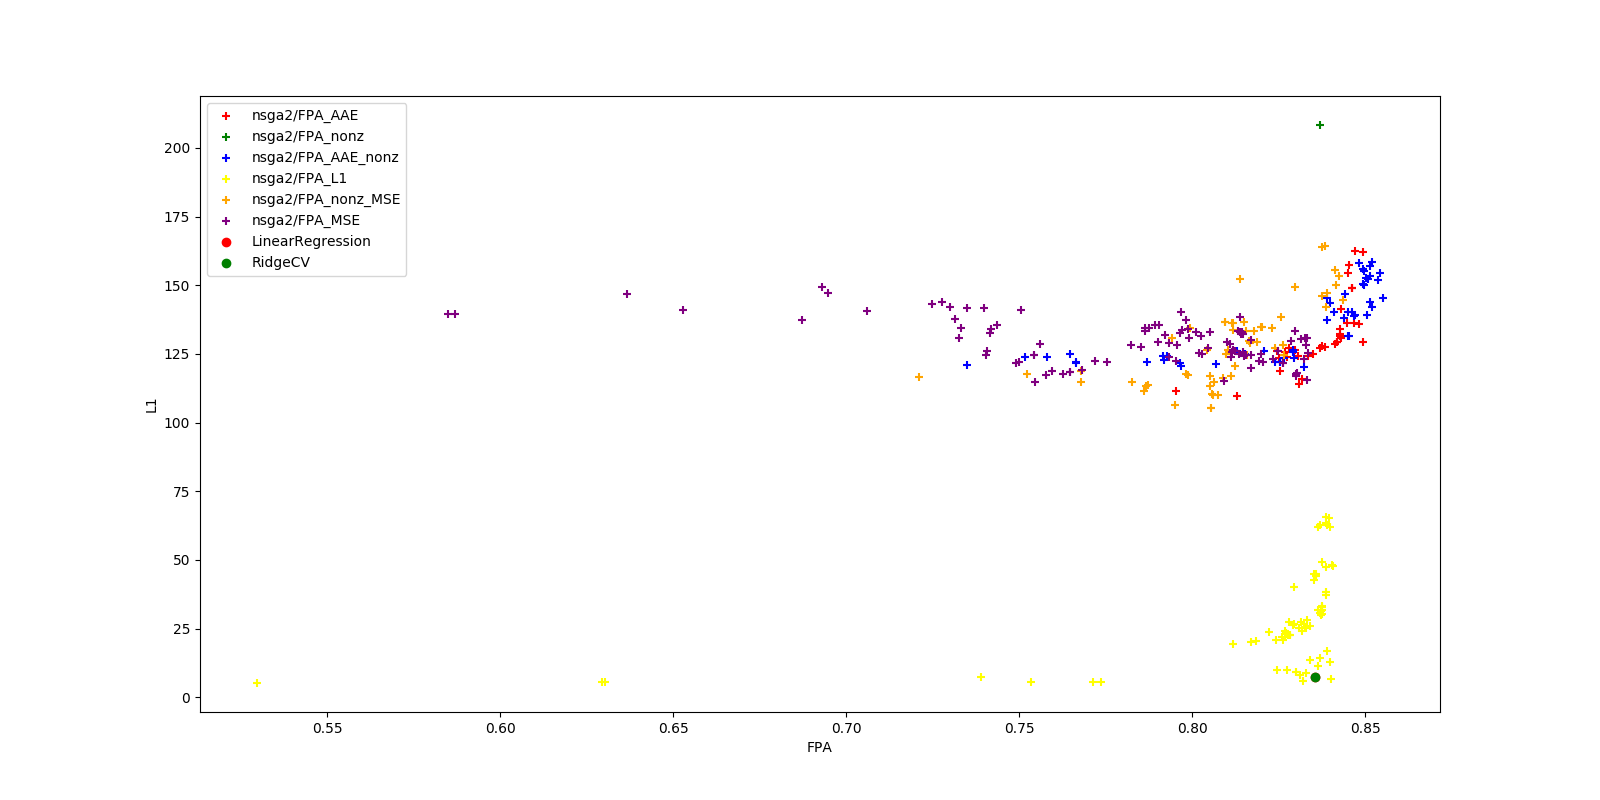 nsga2/FPA_AAE
nsga2/FPA_nonz
nsga2/FPA_AAE_nonz
nsga2/FPA_L1
nsga2/FPA_nonz_MSE
nsga2/FPA_MSE
LinearRegression
RidgeCV
200
175
150
125
100
75
50
25
0
L1
0.55 0.60 0.65 0.70 0.75 0.80 0.85
FPA